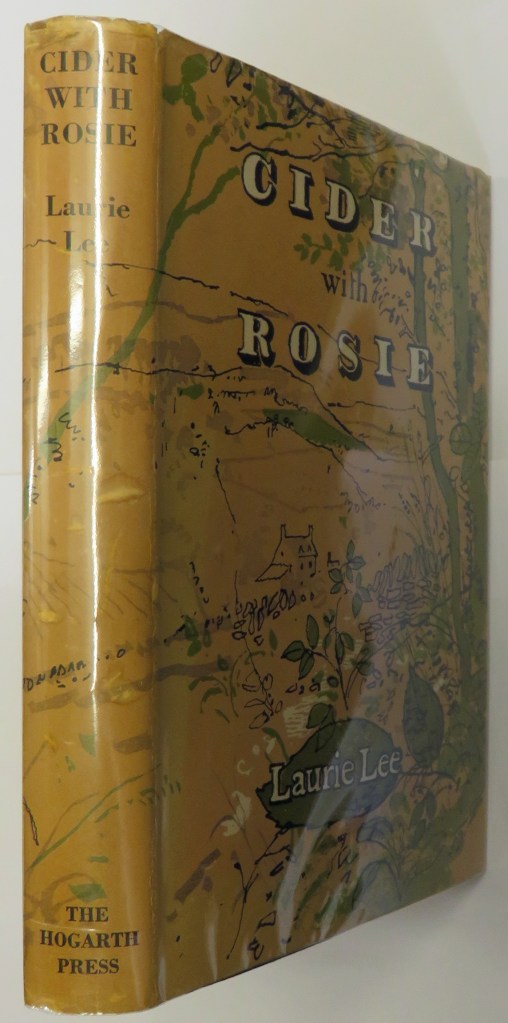 CIDER
WITH
ROSIE
Laurie
Lee
THE
HOGARTH
PRESS
CIDER
with
ROSIE
Laurie Lee